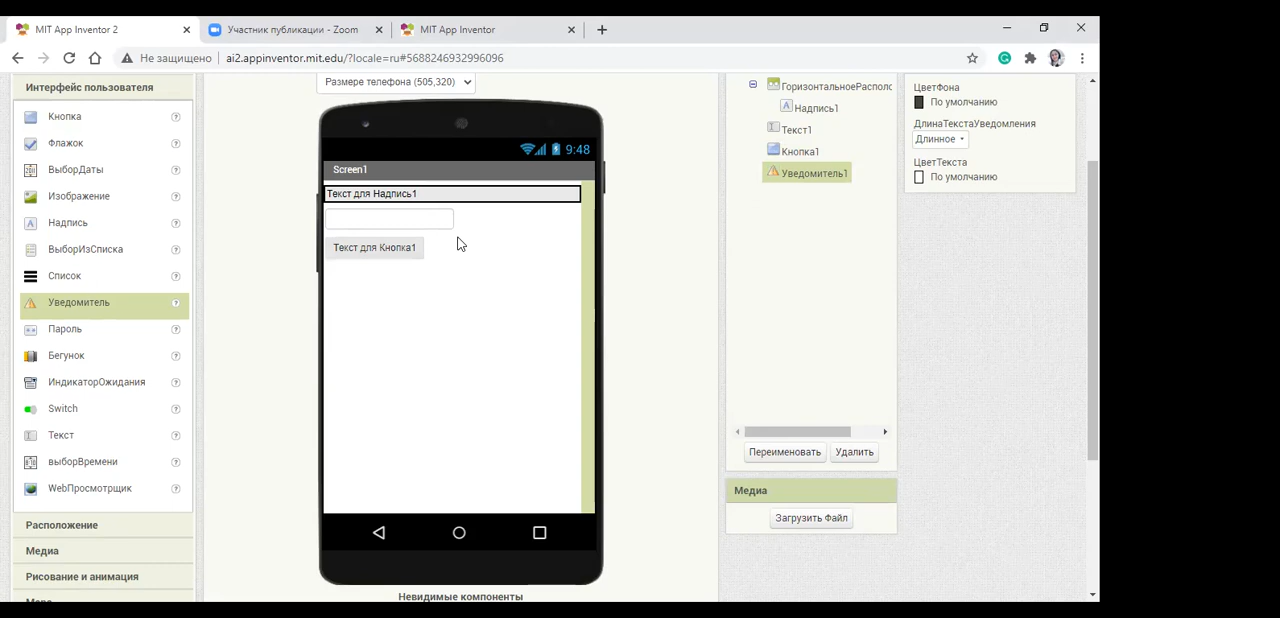 MIT App Inventor 2
Участник публикации - Zoom
MIT App Inventor
Не защищено
ai2.appinventor.mit.edu/?locale=ru#5688246932996096
Интерфейс пользователя
Кнопка
Флажок
ВыборДаты
Изображение
Надпись
ВыборИзСписка
Список
Уведомитель
Пароль
Бегунок
ИндикаторОжидания
Switch
Текст
выборВремени
WebПросмотрщик
Расположение
Медиа
Рисование и анимация
Размере телефона (505,320)
9:48
Screen1
Текст для Надпись1
Текст для Кнопка1
Невидимые компоненты
ГоризонтальноеРасполо
Надпись1
Текст1
Кнопка1
Уведомитель1
Переименовать
Удалить
Медиа
Загрузить Файл
ЦветФона
По умолчанию
ДлинаТекстаУведомления
Длинное
ЦветТекста
По умолчанию